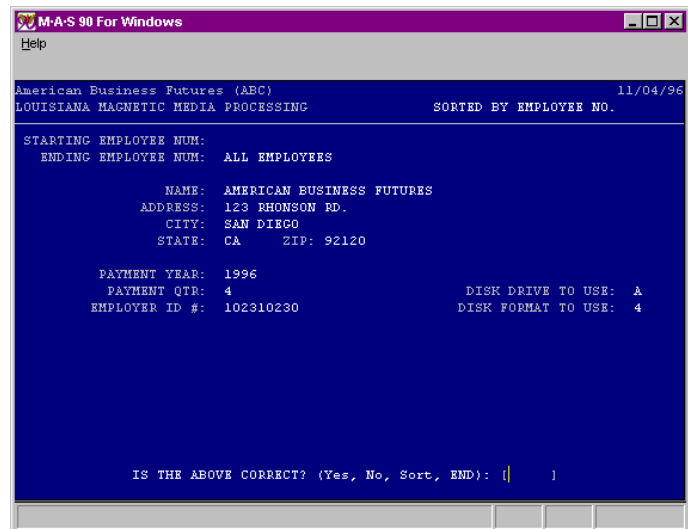 M·A·S 90 For Windows
Help
American Business Futures (ABC) 11/04/96
LOUISIANA MAGNETIC MEDIA PROCESSING SORTED BY EMPLOYEE NO.
STARTING EMPLOYEE NUM:
ENDING EMPLOYEE NUM: ALL EMPLOYEES
NAME: AMERICAN BUSINESS FUTURES
ADDRESS: 123 RHONSON RD.
CITY: SAN DIEGO
STATE: CA ZIP: 92120
PAYMENT YEAR: 1996
PAYMENT QTR: 4 DISK DRIVE TO USE: A
EMPLOYER ID #: 102310230 DISK FORMAT TO USE: 4
IS THE ABOVE CORRECT? (Yes, No, Sort, END): [ ]